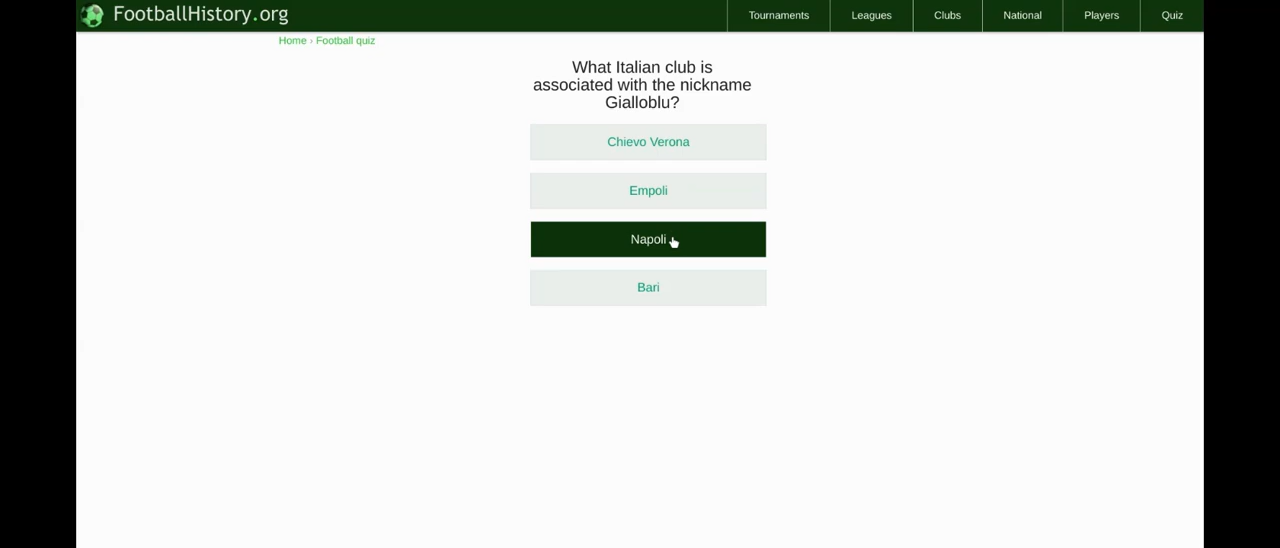 FootballHistory.org
Tournaments Leagues Clubs National Players Quiz
Home › Football quiz
What Italian club is
associated with the nickname
Gialloblu?
Chievo Verona
Empoli
Napoli
Bari